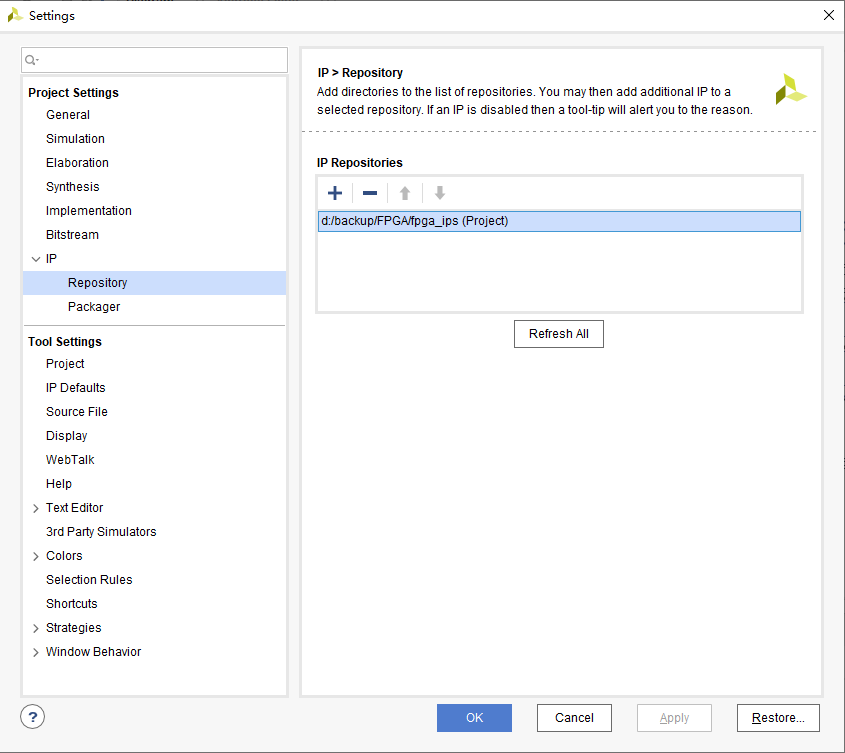 Settings
Project Settings
General
Simulation
Elaboration
Synthesis
Implementation
Bitstream
IP
Repository
Packager
Tool Settings
Project
IP Defaults
Source File
Display
WebTalk
Help
Text Editor
3rd Party Simulators
Colors
Selection Rules
Shortcuts
Strategies
Window Behavior
IP > Repository
Add directories to the list of repositories. You may then add additional IP to a
selected repository. If an IP is disabled then a tool-tip will alert you to the reason.
IP Repositories
d:/backup/FPGA/fpga_ips (Project)
Refresh All
?
OK
Cancel
Apply
Restore...